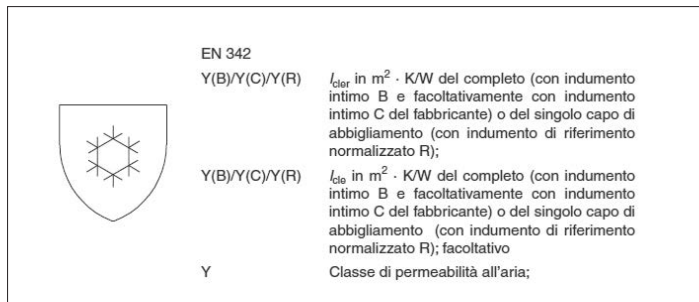 EN 342
Y(B)/Y(C)/Y(R) I_cler in m² · K/W del completo (con indumento
intimo B e facoltativamente con indumento
intimo C del fabbricante) o del singolo capo di
abbigliamento (con indumento di riferimento
normalizzato R);
Y(B)/Y(C)/Y(R) I_cle in m² · K/W del completo (con indumento
intimo B e facoltativamente con indumento
intimo C del fabbricante) o del singolo capo di
abbigliamento (con indumento di riferimento
normalizzato R); facoltativo
Y Classe di permeabilità all'aria;